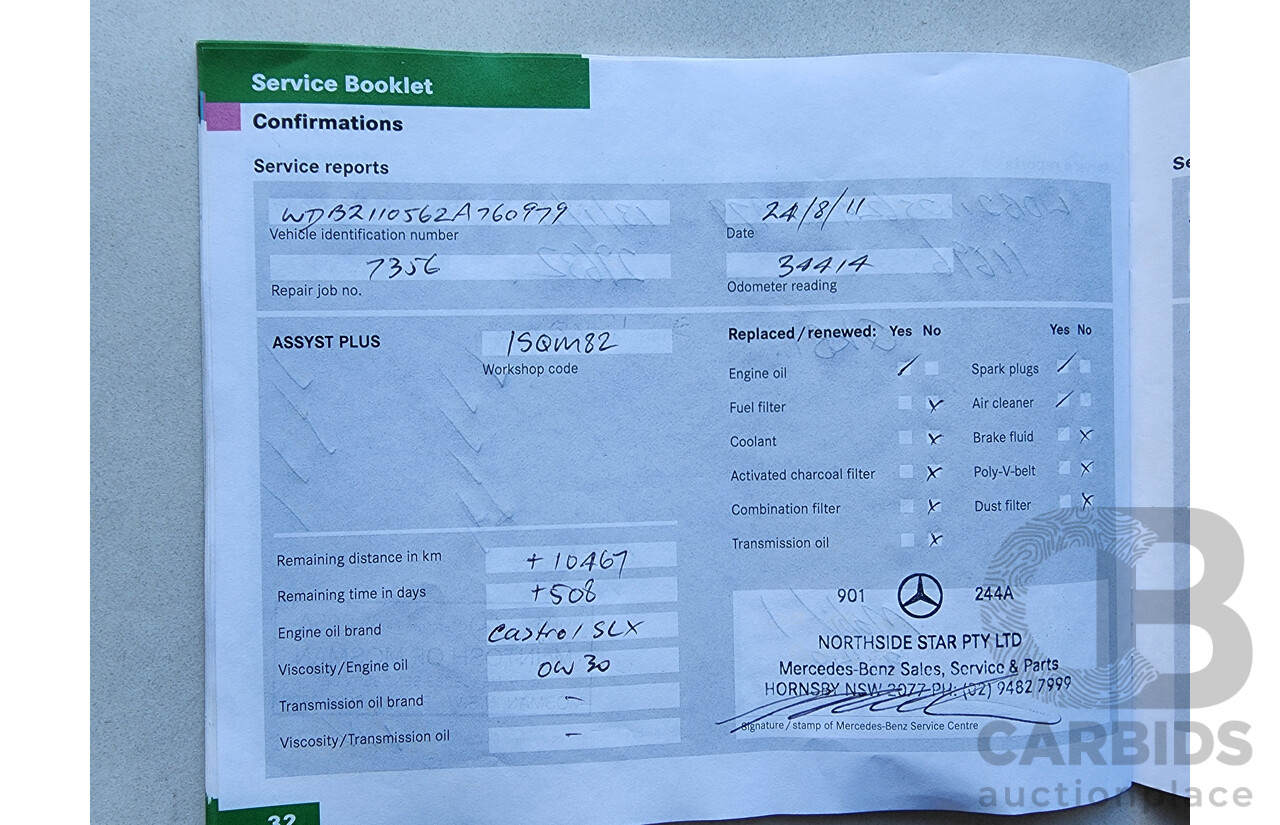 Service Booklet
Confirmations
Service reports
WDB2110562A760979
Vehicle identification number
24/8/11
Date
7356
Repair job no.
34414
Odometer reading
ASSYST PLUS
ISQM82
Workshop code
Replaced/renewed: Yes No Yes No
Engine oil
Spark plugs
Fuel filter
Air cleaner
Coolant
Brake fluid
Activated charcoal filter
Poly-V-belt
Combination filter
Dust filter
Transmission oil
Remaining distance in km +10467
Remaining time in days +508
Engine oil brand Castrol SLX
Viscosity/Engine oil 0W30
Transmission oil brand -
Viscosity/Transmission oil -
901 244A
NORTHSIDE STAR PTY LTD
Mercedes-Benz Sales, Service & Parts
HORNSBY NSW 2077 PH: (02) 9482 7999
Signature/stamp of Mercedes-Benz Service Centre
32
Se
CARBIDS
auctionplace